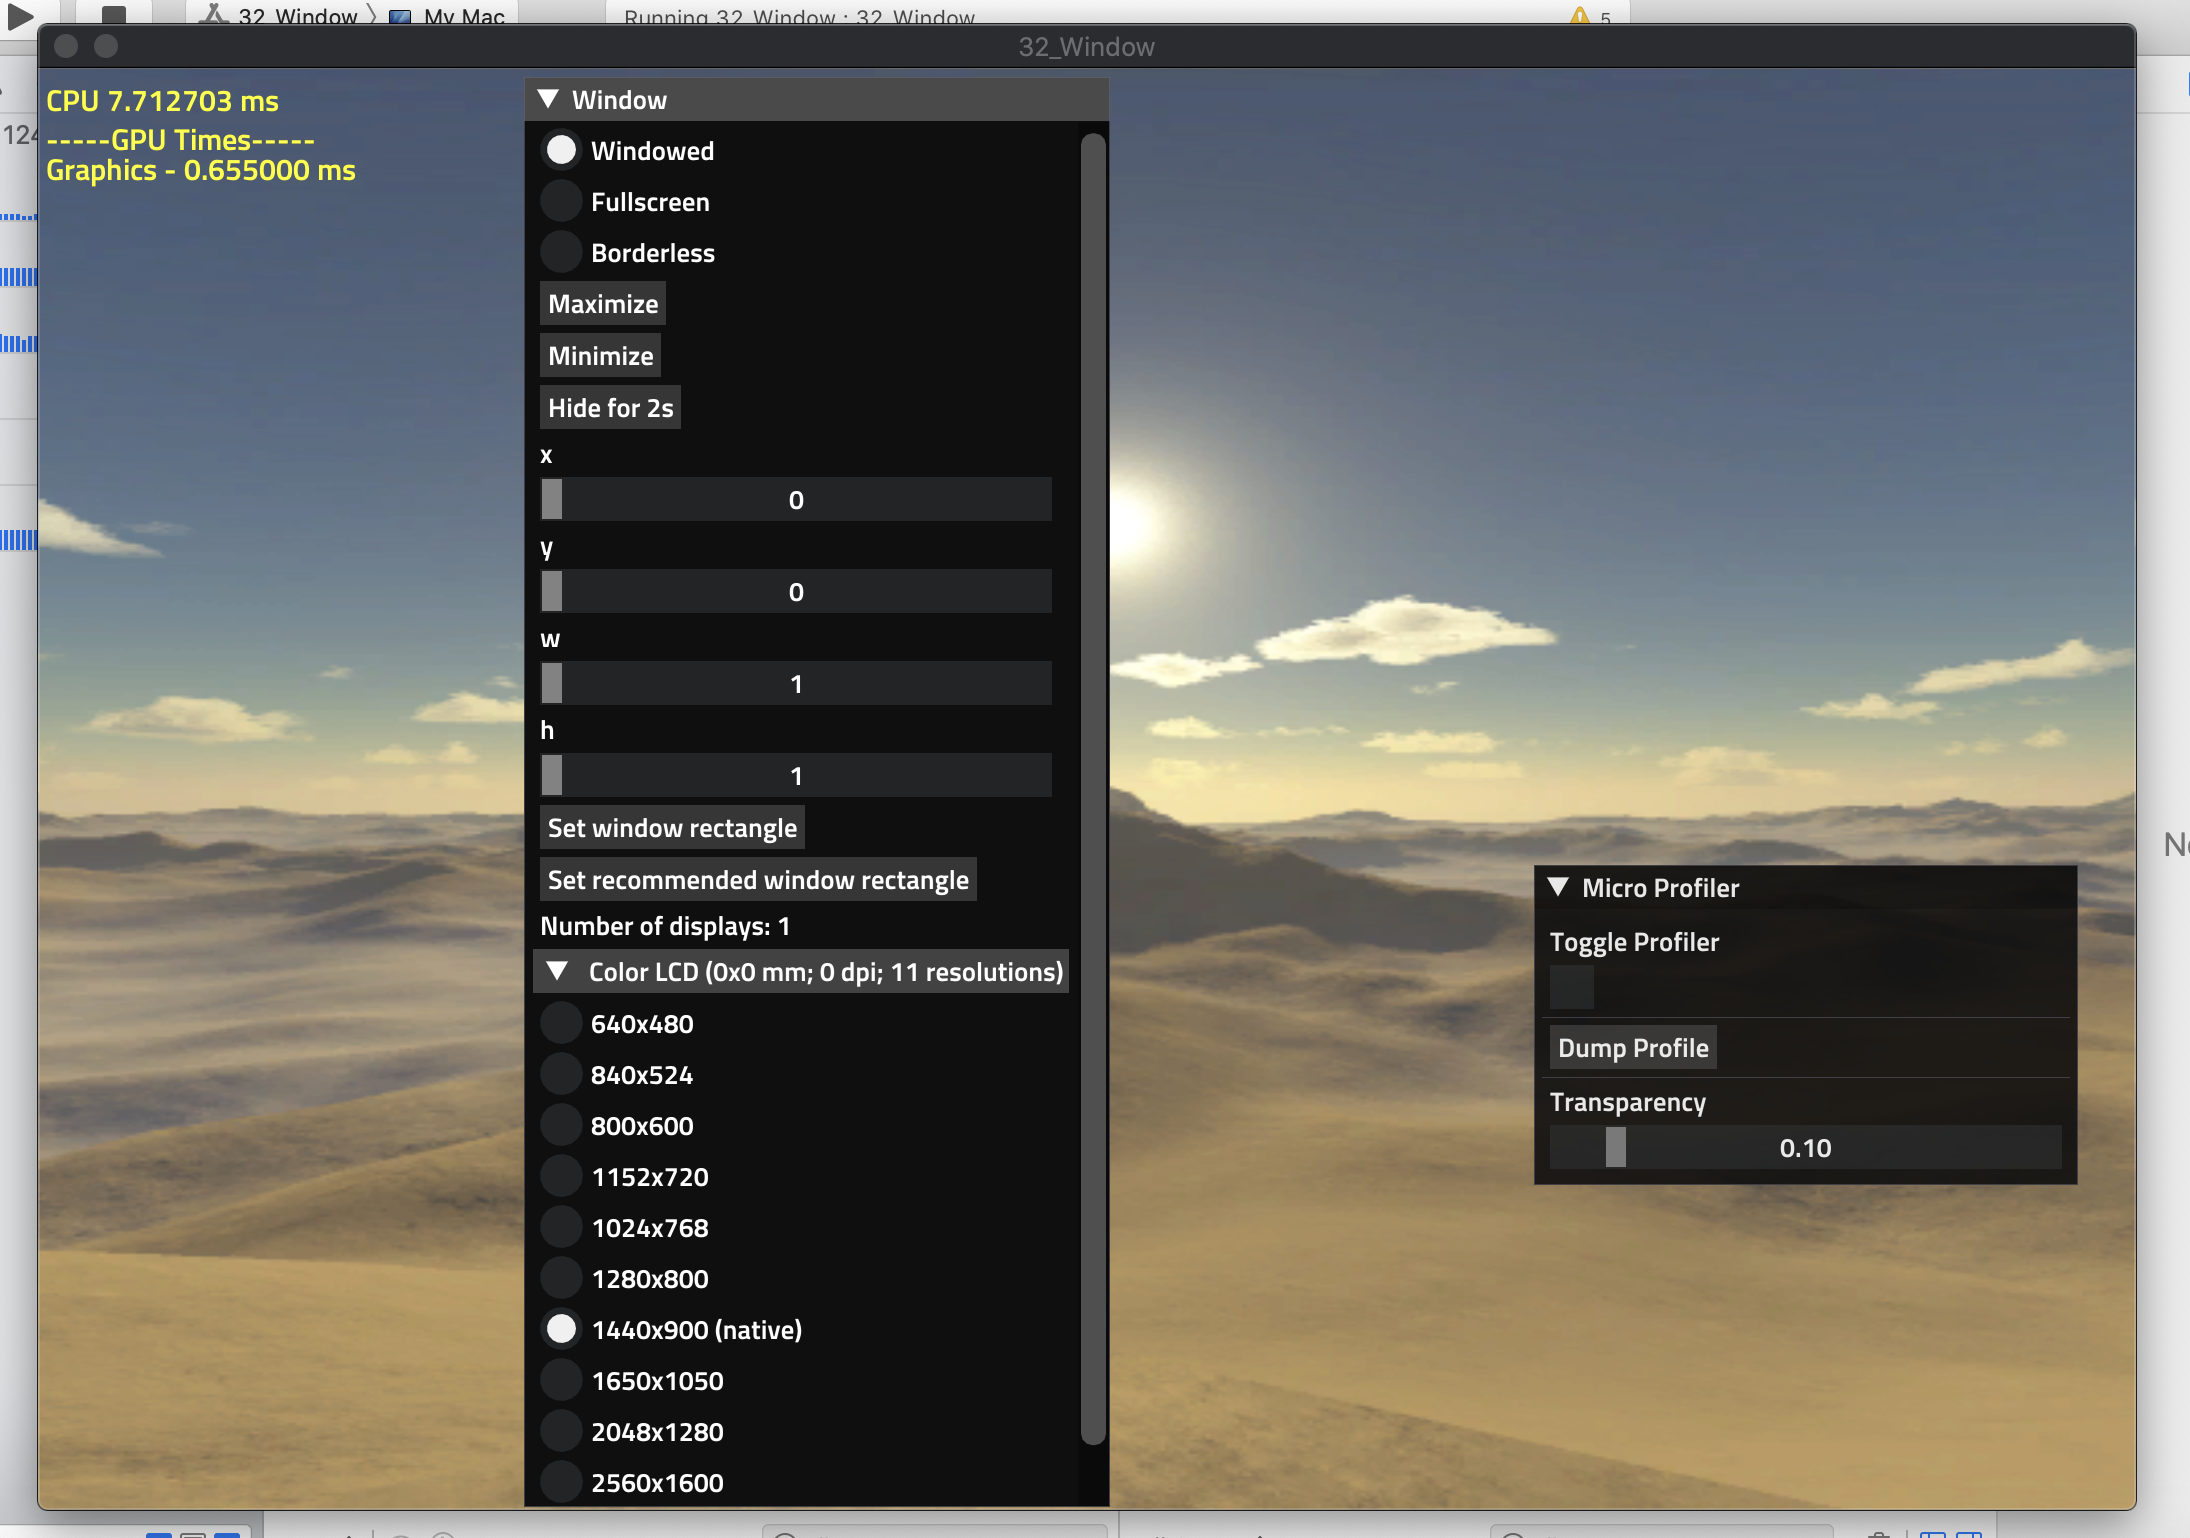 32_Window 〉 My Mac
Running 32_Window : 32_Window
5
32_Window
124
CPU 7.712703 ms
-----GPU Times-----
Graphics - 0.655000 ms
Window
Windowed
Fullscreen
Borderless
Maximize
Minimize
Hide for 2s
x
0
y
0
w
1
h
1
Set window rectangle
Set recommended window rectangle
Number of displays: 1
Color LCD (0x0 mm; 0 dpi; 11 resolutions)
640x480
840x524
800x600
1152x720
1024x768
1280x800
1440x900 (native)
1650x1050
2048x1280
2560x1600
Micro Profiler
Toggle Profiler
Dump Profile
Transparency
0.10